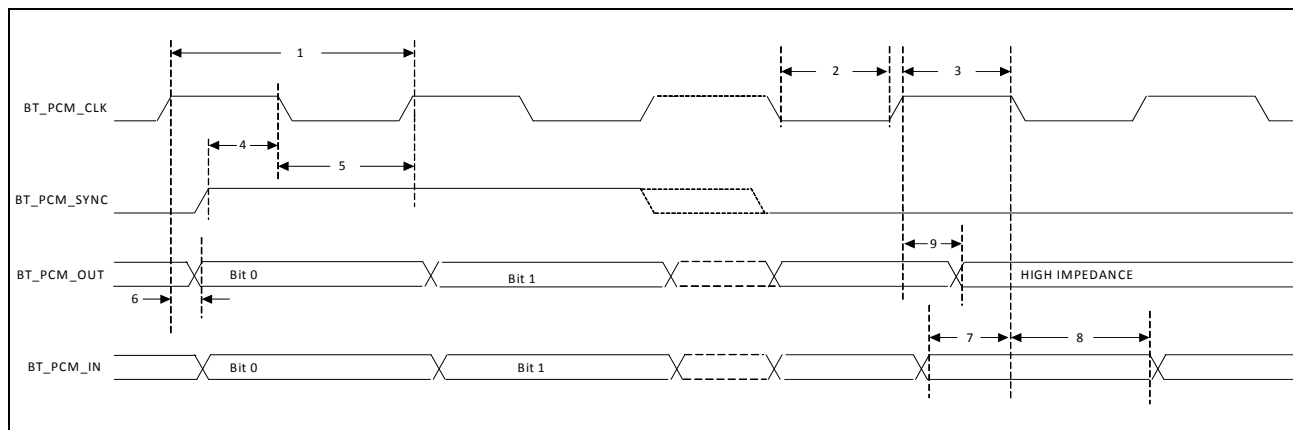 1
2
3
BT_PCM_CLK
4
5
BT_PCM_SYNC
9
BT_PCM_OUT
Bit 0
Bit 1
HIGH IMPEDANCE
6
7
8
BT_PCM_IN
Bit 0
Bit 1